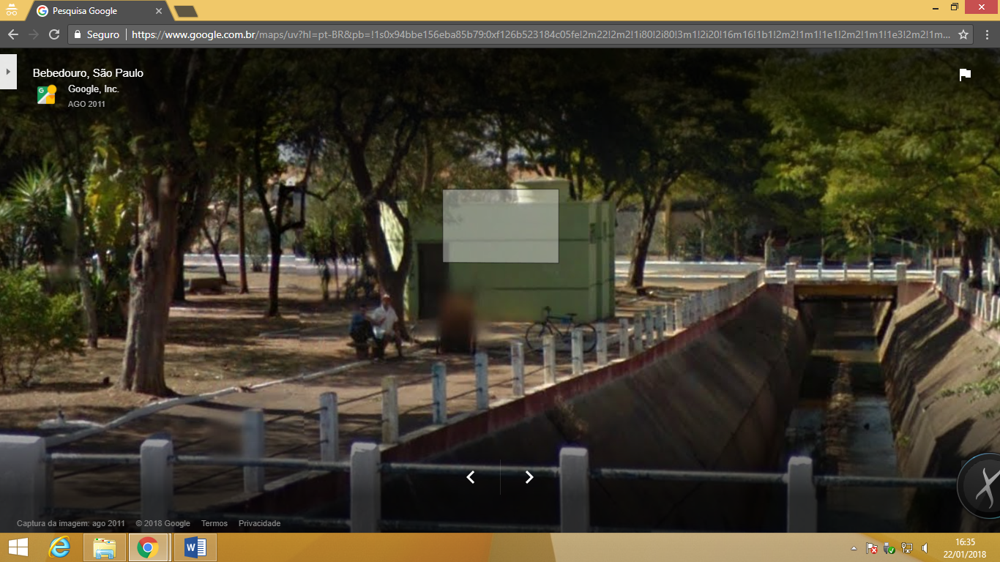 Pesquisa Google
Seguro
https://www.google.com.br/maps/uv?hl=pt-BR&pb=!1s0x94bbe156eba85b79:0xf126b523184c05fe!2m22!2m2!1i80!2i80!3m1!2i20!16m16!1b1!2m2!1m1!1e1!2m2!1m1!1e3!2m2!1m...
Bebedouro, São Paulo
Google, Inc.
AGO 2011
Captura da imagem: ago 2011 © 2018 Google Termos Privacidade
16:35
22/01/2018